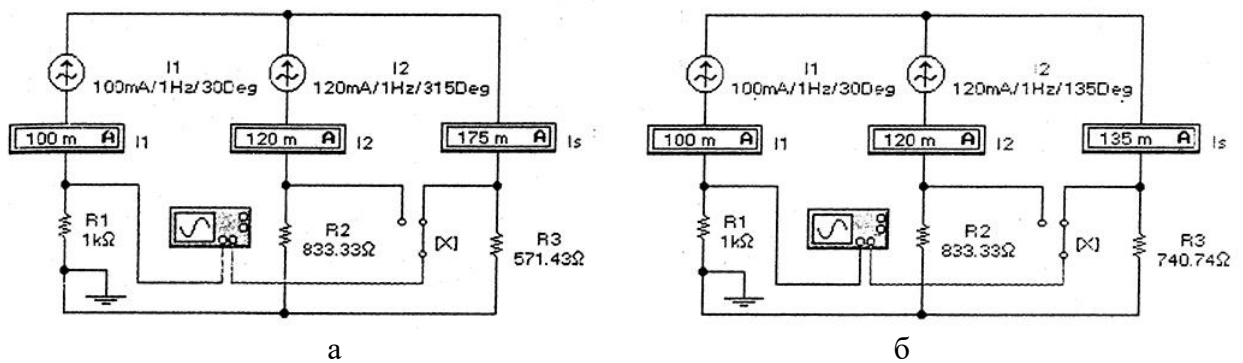 I1
100mA/1Hz/30Deg
I2
120mA/1Hz/315Deg
100 m A
I1
120 m A
I2
175 m A
Is
R1
1kΩ
R2
833.33Ω
[X]
R3
571.43Ω
а
I1
100mA/1Hz/30Deg
I2
120mA/1Hz/135Deg
100 m A
I1
120 m A
I2
135 m A
Is
R1
1kΩ
R2
833.33Ω
[X]
R3
740.74Ω
б